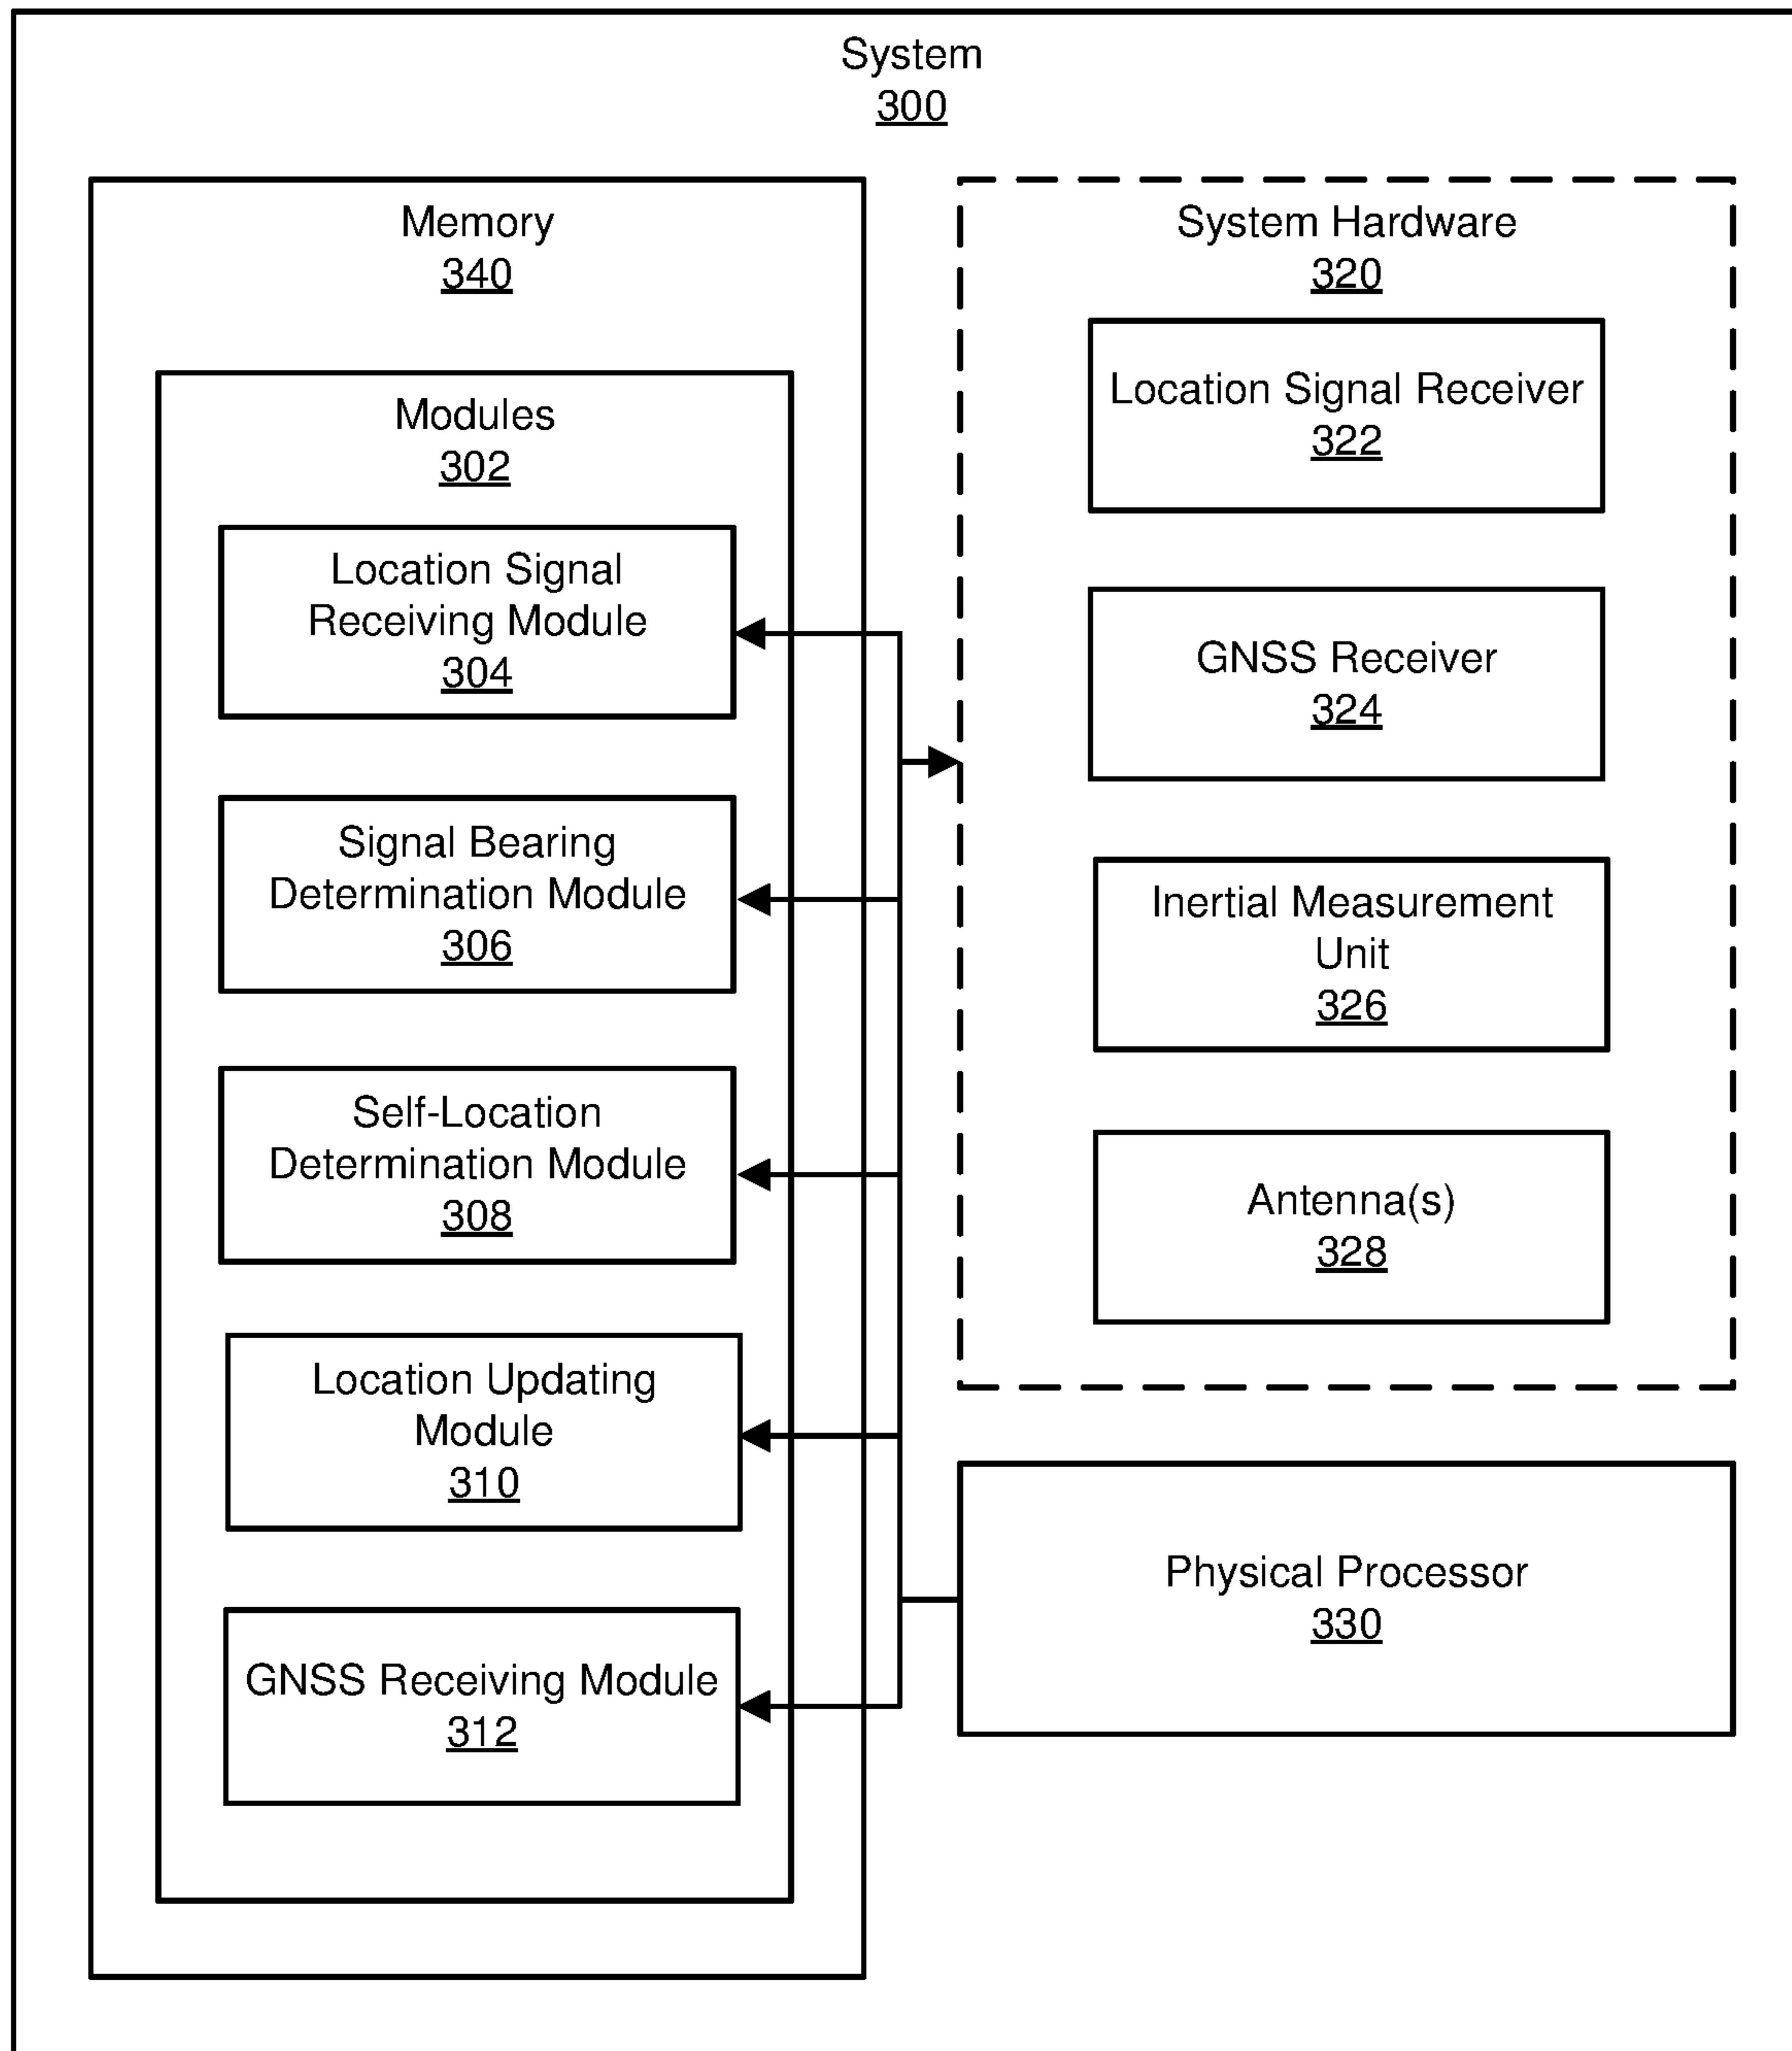 System
300
Memory
340
Modules
302
Location Signal
Receiving Module
304
Signal Bearing
Determination Module
306
Self-Location
Determination Module
308
Location Updating
Module
310
GNSS Receiving Module
312
System Hardware
320
Location Signal Receiver
322
GNSS Receiver
324
Inertial Measurement
Unit
326
Antenna(s)
328
Physical Processor
330